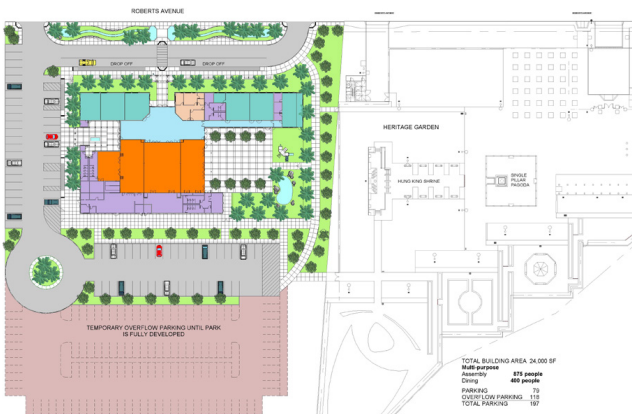 ROBERTS AVENUE
DROP OFF
DROP OFF
HERITAGE GARDEN
HUNG KING SHRINE
SINGLE
PILLAR
PAGODA
TEMPORARY OVERFLOW PARKING UNTIL PARK
IS FULLY DEVELOPED
TOTAL BUILDING AREA 24,000 SF
Multi-purpose
Assembly 875 people
Dining 400 people
PARKING 79
OVERFLOW PARKING 118
TOTAL PARKING 197